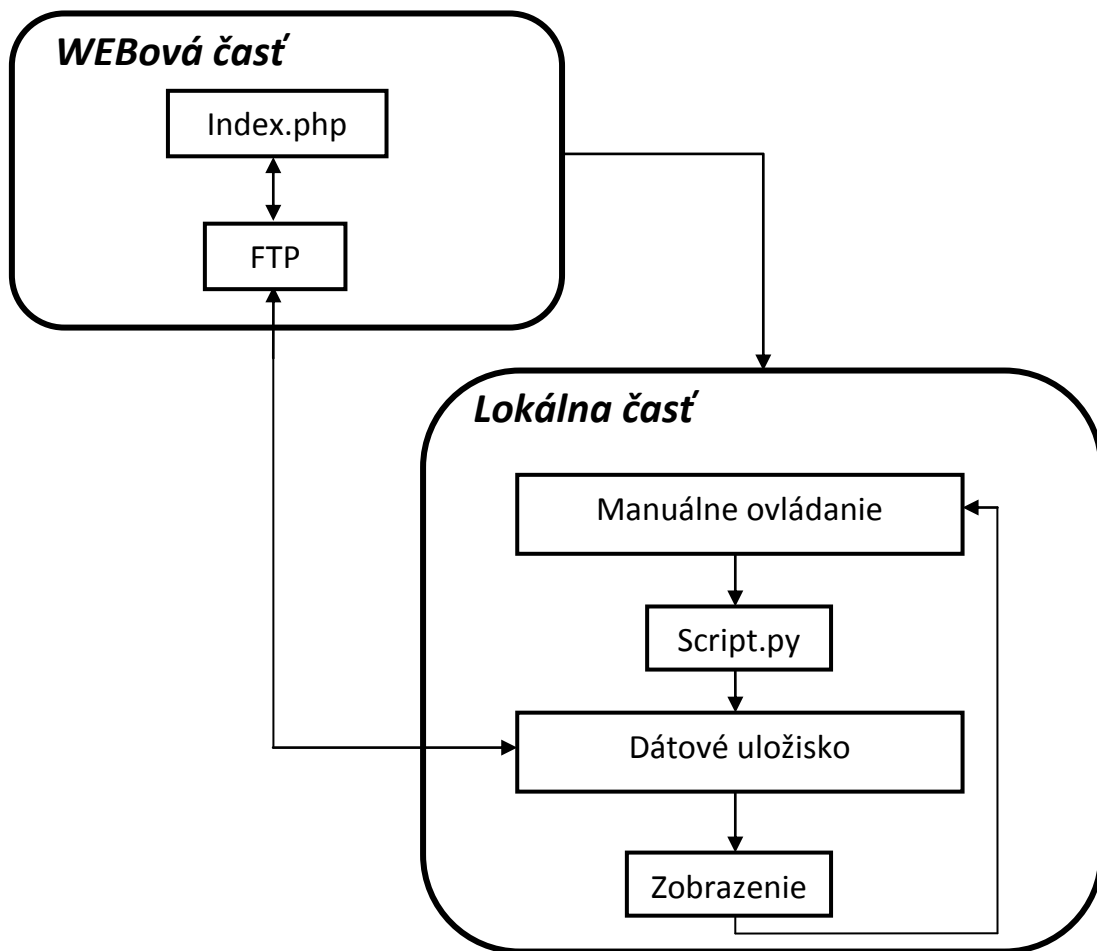 WEBová časť
Index.php
FTP
Lokálna časť
Manuálne ovládanie
Script.py
Dátové uložisko
Zobrazenie